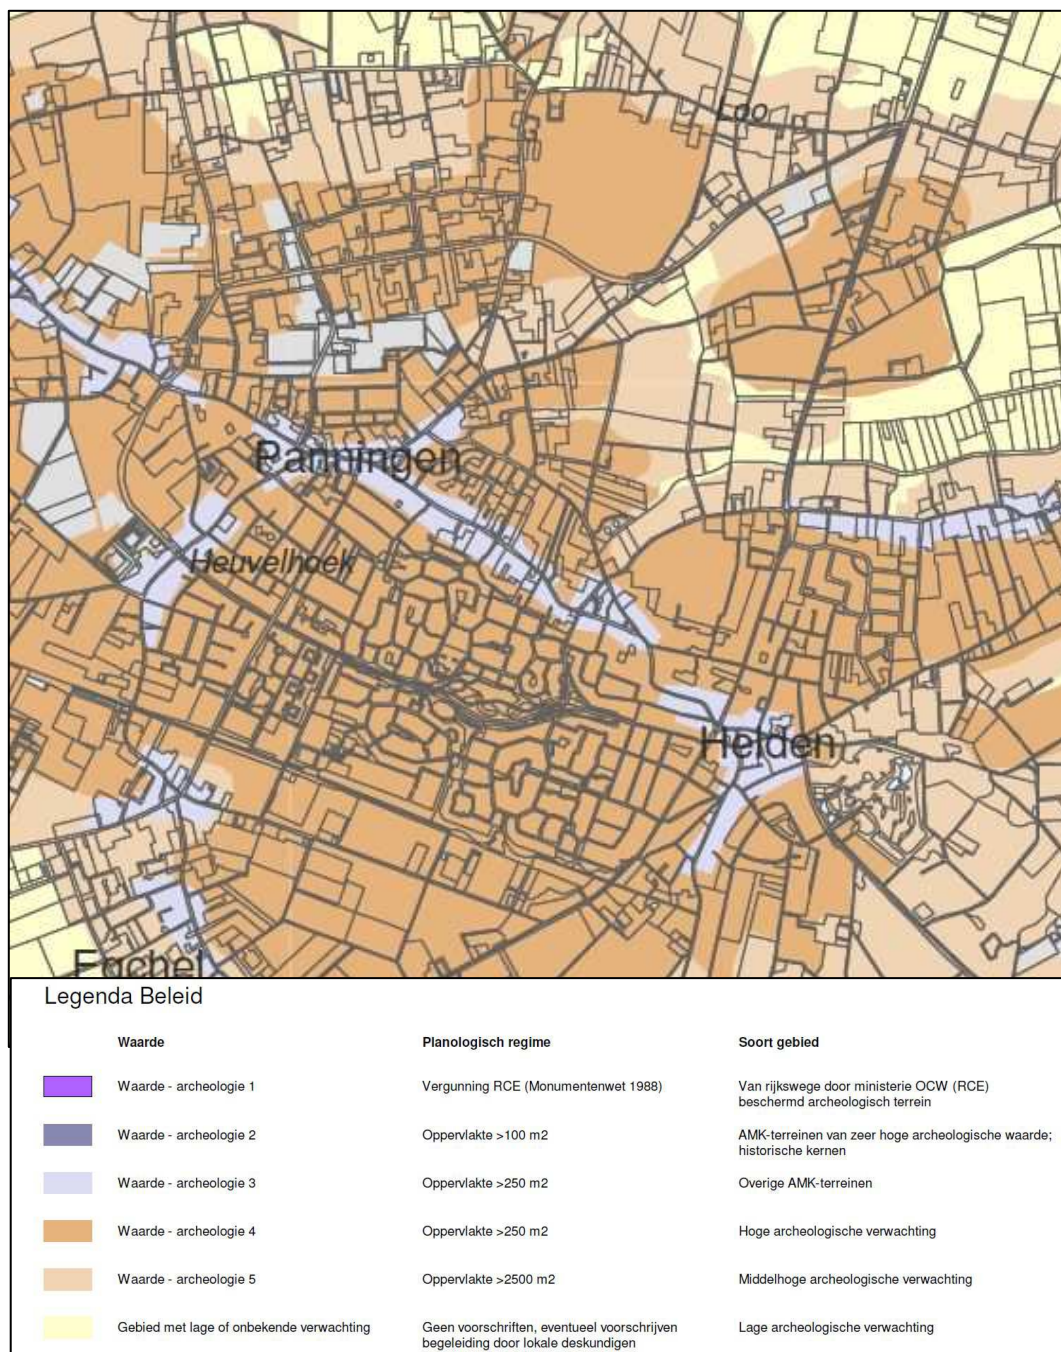 Loo
Panningen
Heuvelhoek
Helden
Egchel
Legenda Beleid
Waarde Planologisch regime Soort gebied
Waarde - archeologie 1 Vergunning RCE (Monumentenwet 1988) Van rijkswege door ministerie OCW (RCE)
beschermd archeologisch terrein
Waarde - archeologie 2 Oppervlakte >100 m2 AMK-terreinen van zeer hoge archeologische waarde;
historische kernen
Waarde - archeologie 3 Oppervlakte >250 m2 Overige AMK-terreinen
Waarde - archeologie 4 Oppervlakte >250 m2 Hoge archeologische verwachting
Waarde - archeologie 5 Oppervlakte >2500 m2 Middelhoge archeologische verwachting
Gebied met lage of onbekende verwachting Geen voorschriften, eventueel voorschrijven Lage archeologische verwachting
begeleiding door lokale deskundigen